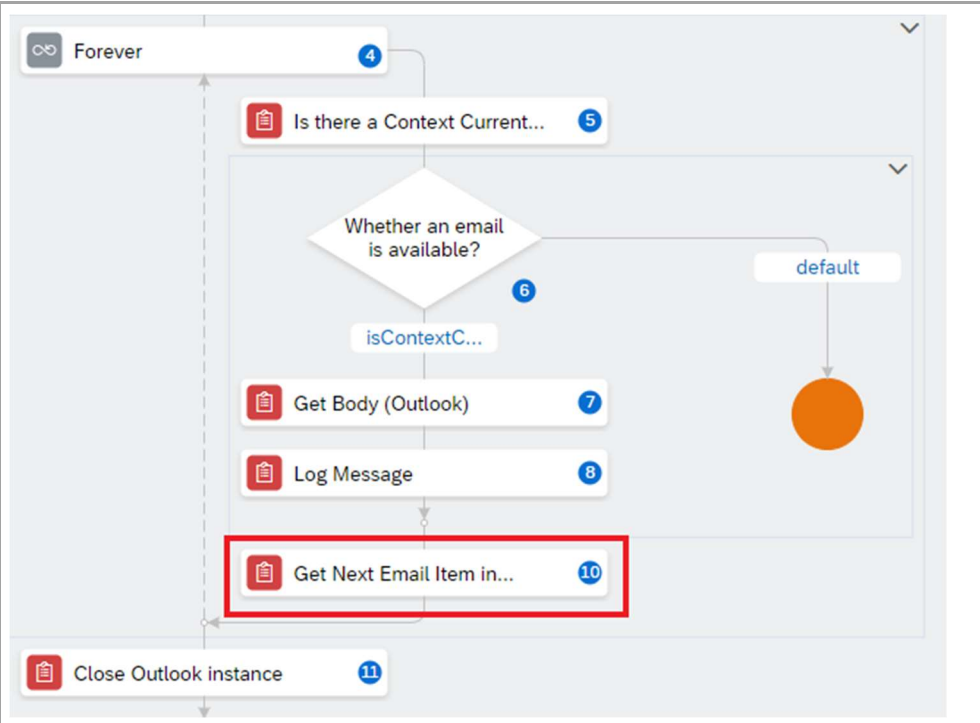 Forever
4
Is there a Context Current...
5
Whether an email
is available?
6
default
isContextC...
Get Body (Outlook)
7
Log Message
8
Get Next Email Item in...
10
Close Outlook instance
11